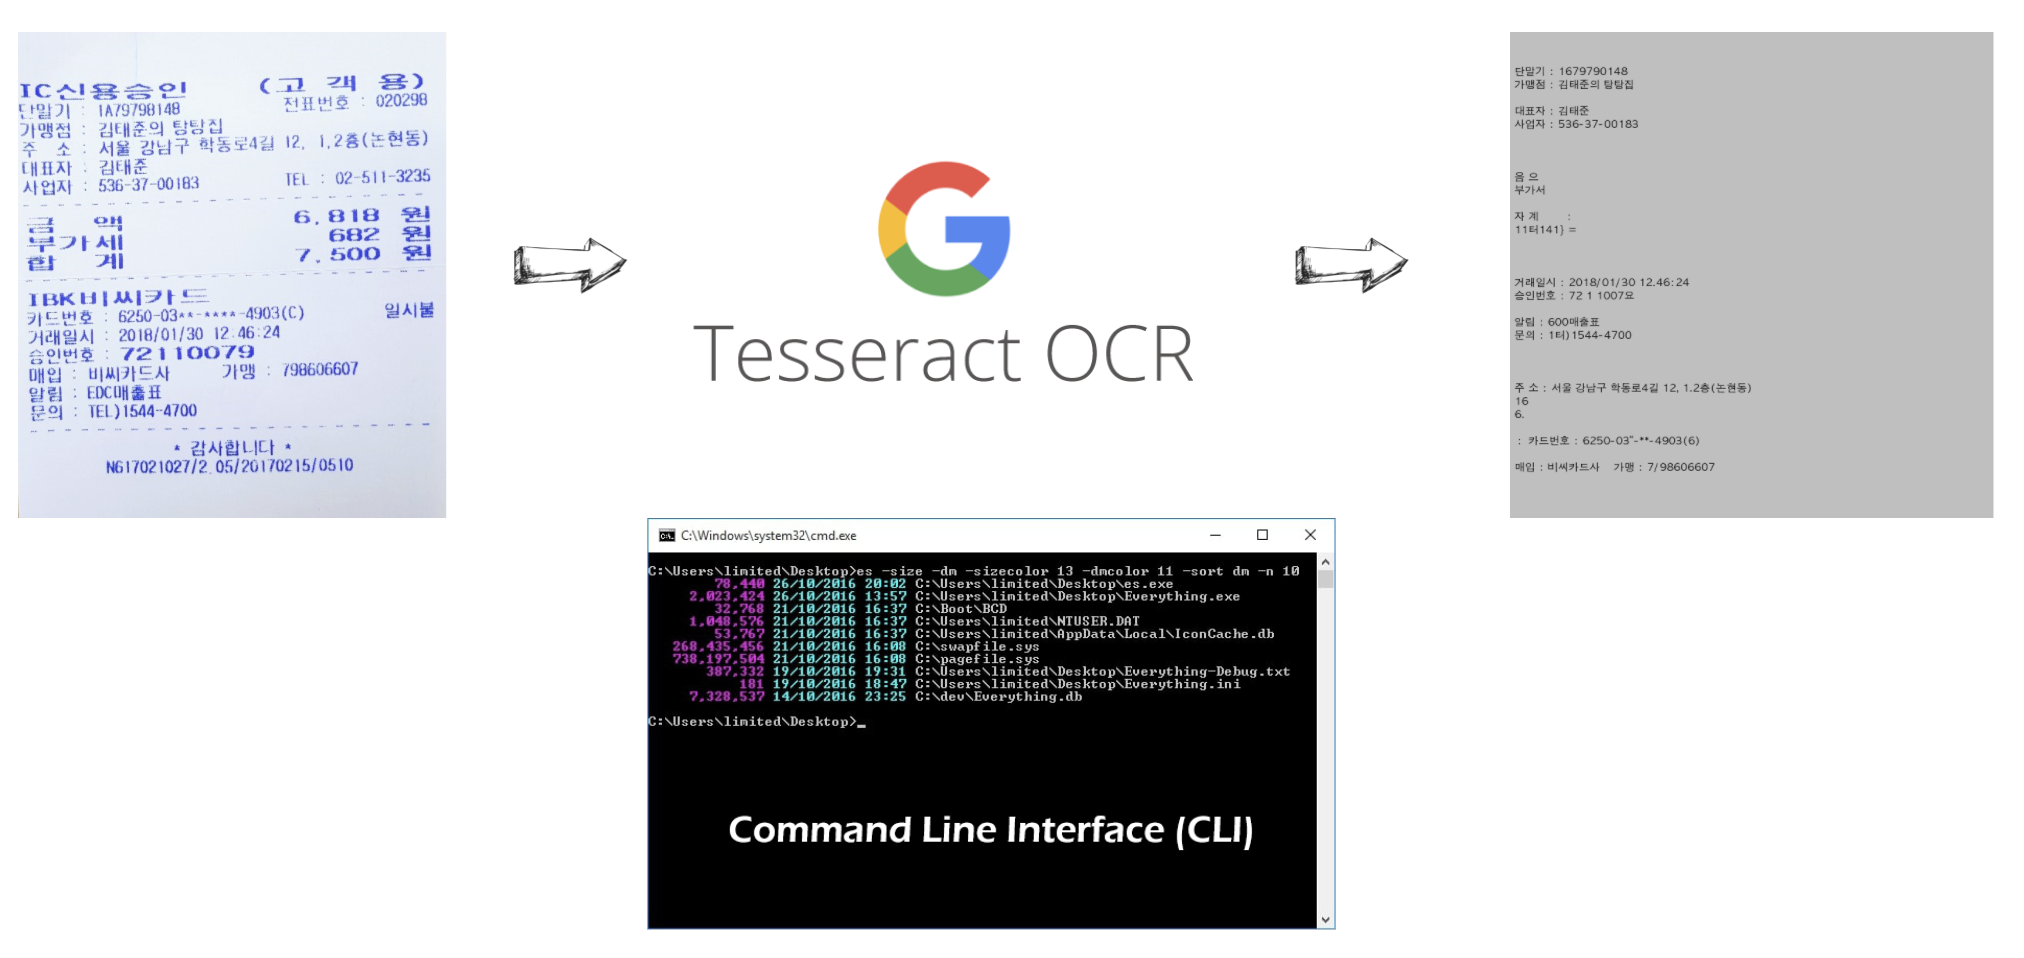 IC신용승인 (고 객 용)
단말기 : 1A79798148 전표번호 : 020298
가맹점 : 김태준의 탕탕집
주 소 : 서울 강남구 학동로4길 12, 1,2층(논현동)
대표자 : 김태준
사업자 : 536-37-00183 TEL : 02-511-3235
금 액 6,818 원
부가세 682 원
합 계 7,500 원
IBK비씨카드
카드번호 : 6250-03**-****-4903(C) 일시불
거래일시 : 2018/01/30 12:46:24
승인번호 : 72110079
매입 : 비씨카드사 가맹 : 798606607
알림 : EDC매출표
문의 : TEL)1544-4700
* 감사합니다 *
N617021027/2.05/20170215/0510
Tesseract OCR
단말기 : 1679790148
가맹점 : 김태준의 탕탕집
대표자 : 김태준
사업자 : 536-37-00183
음 으
부가서
자 계 :
11터141} =
거래일시 : 2018/01/30 12.46:24
승인번호 : 72 1 1007요
알림 : 600매출표
문의 : 1터)1544-4700
주 소 : 서울 강남구 학동로4길 12, 1.2층(논현동)
16
6.
: 카드번호 : 6250-03"-**-4903(6)
매입 : 비씨카드사 가맹 : 7/98606607
C:\Windows\system32\cmd.exe
C:\Users\limited\Desktop>es -size -dm -sizecolor 13 -dmcolor 11 -sort dm -n 10
78,440 26/10/2016 20:02 C:\Users\limited\Desktop\es.exe
2,023,424 26/10/2016 13:57 C:\Users\limited\Desktop\Everything.exe
32,768 21/10/2016 16:37 C:\Boot\BCD
1,048,576 21/10/2016 16:37 C:\Users\limited\NTUSER.DAT
53,767 21/10/2016 16:37 C:\Users\limited\AppData\Local\IconCache.db
268,435,456 21/10/2016 16:08 C:\swapfile.sys
738,197,504 21/10/2016 16:08 C:\pagefile.sys
387,332 19/10/2016 19:31 C:\Users\limited\Desktop\Everything-Debug.txt
181 19/10/2016 18:47 C:\Users\limited\Desktop\Everything.ini
7,328,537 14/10/2016 23:25 C:\dev\Everything.db
C:\Users\limited\Desktop>_
Command Line Interface (CLI)